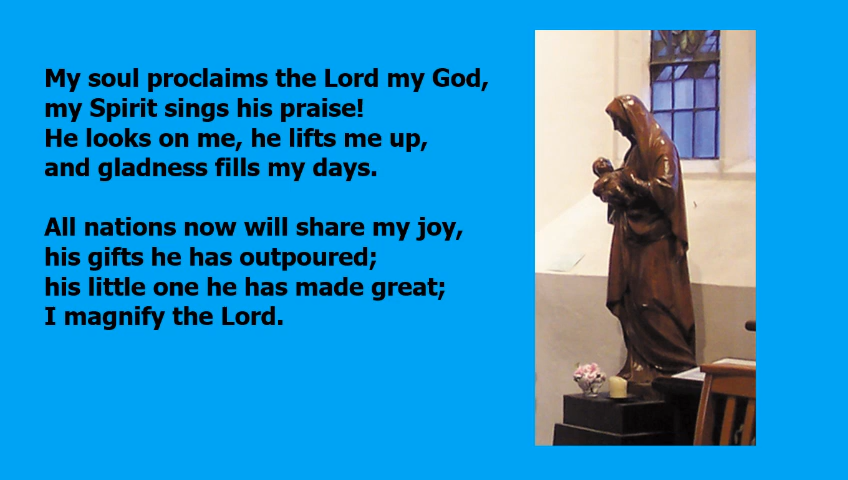 My soul proclaims the Lord my God,
my Spirit sings his praise!
He looks on me, he lifts me up,
and gladness fills my days.
All nations now will share my joy,
his gifts he has outpoured;
his little one he has made great;
I magnify the Lord.